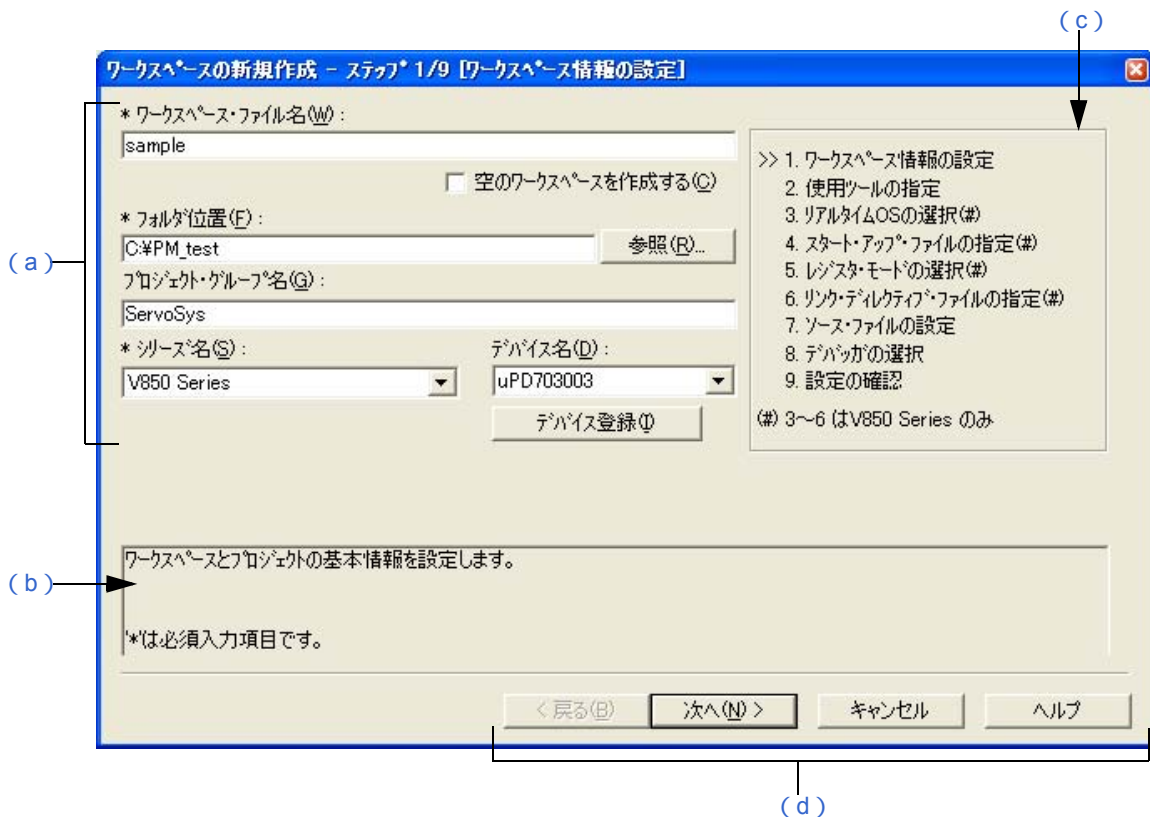 (c)
ワークスペースの新規作成 - ステップ 1/9 [ワークスペース情報の設定]
(a)
* ワークスペース・ファイル名(W) :
sample
空のワークスペースを作成する(C)
* フォルダ位置(F) :
C:¥PM_test
参照(R)...
プロジェクト・グループ名(G) :
ServoSys
* シリーズ名(S) :
デバイス名(D) :
V850 Series
uPD703003
デバイス登録(I)
>> 1. ワークスペース情報の設定
2. 使用ツールの指定
3. リアルタイムOSの選択(#)
4. スタート・アップ・ファイルの指定(#)
5. レジスタ・モードの選択(#)
6. リンク・ディレクティブ・ファイルの指定(#)
7. ソース・ファイルの設定
8. デバッガの選択
9. 設定の確認
(#) 3~6 はV850 Series のみ
(b)
ワークスペースとプロジェクトの基本情報を設定します。
'*'は必須入力項目です。
< 戻る(B)
次へ(N) >
キャンセル
ヘルプ
(d)